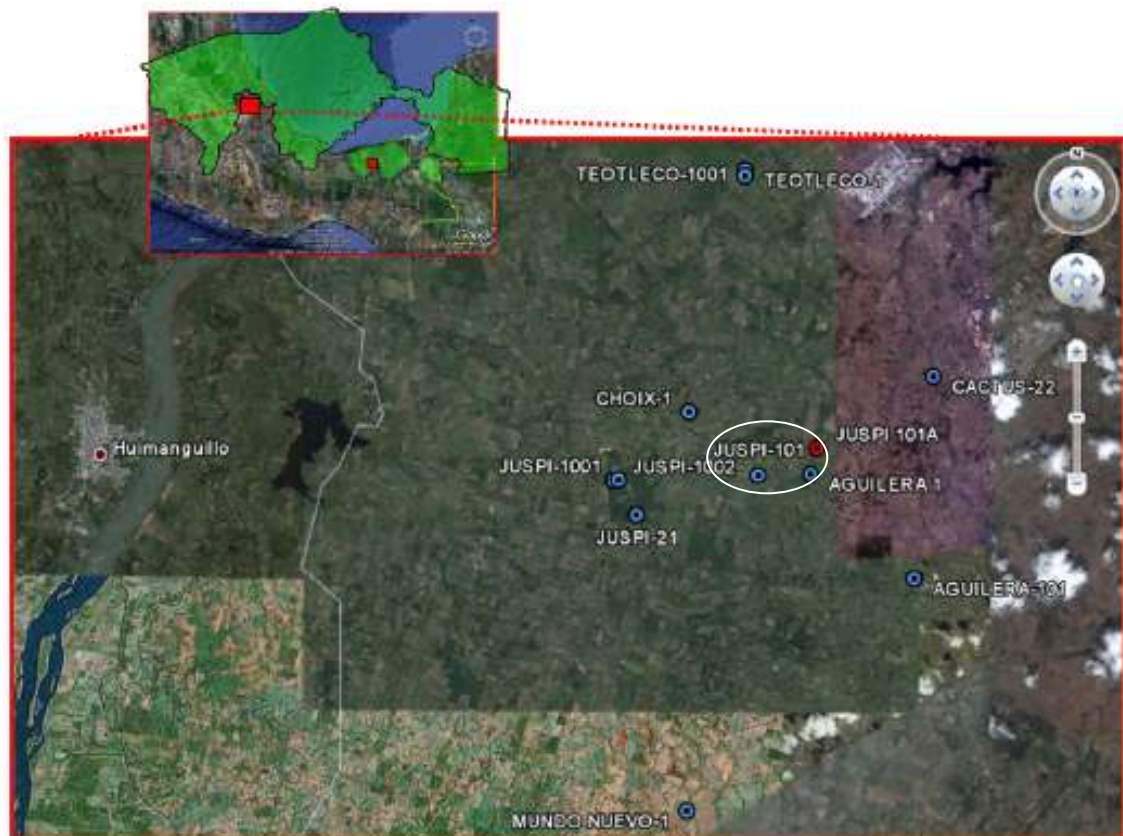 Google
N
TEOTLECO-1001
TEOTLECO-1
CACTUS-22
CHOIX-1
Huimanguillo
JUSPI-101
JUSPI 101A
JUSPI-1001
JUSPI-1002
AGUILERA 1
JUSPI-21
AGUILERA-101
MUNDO NUEVO-1